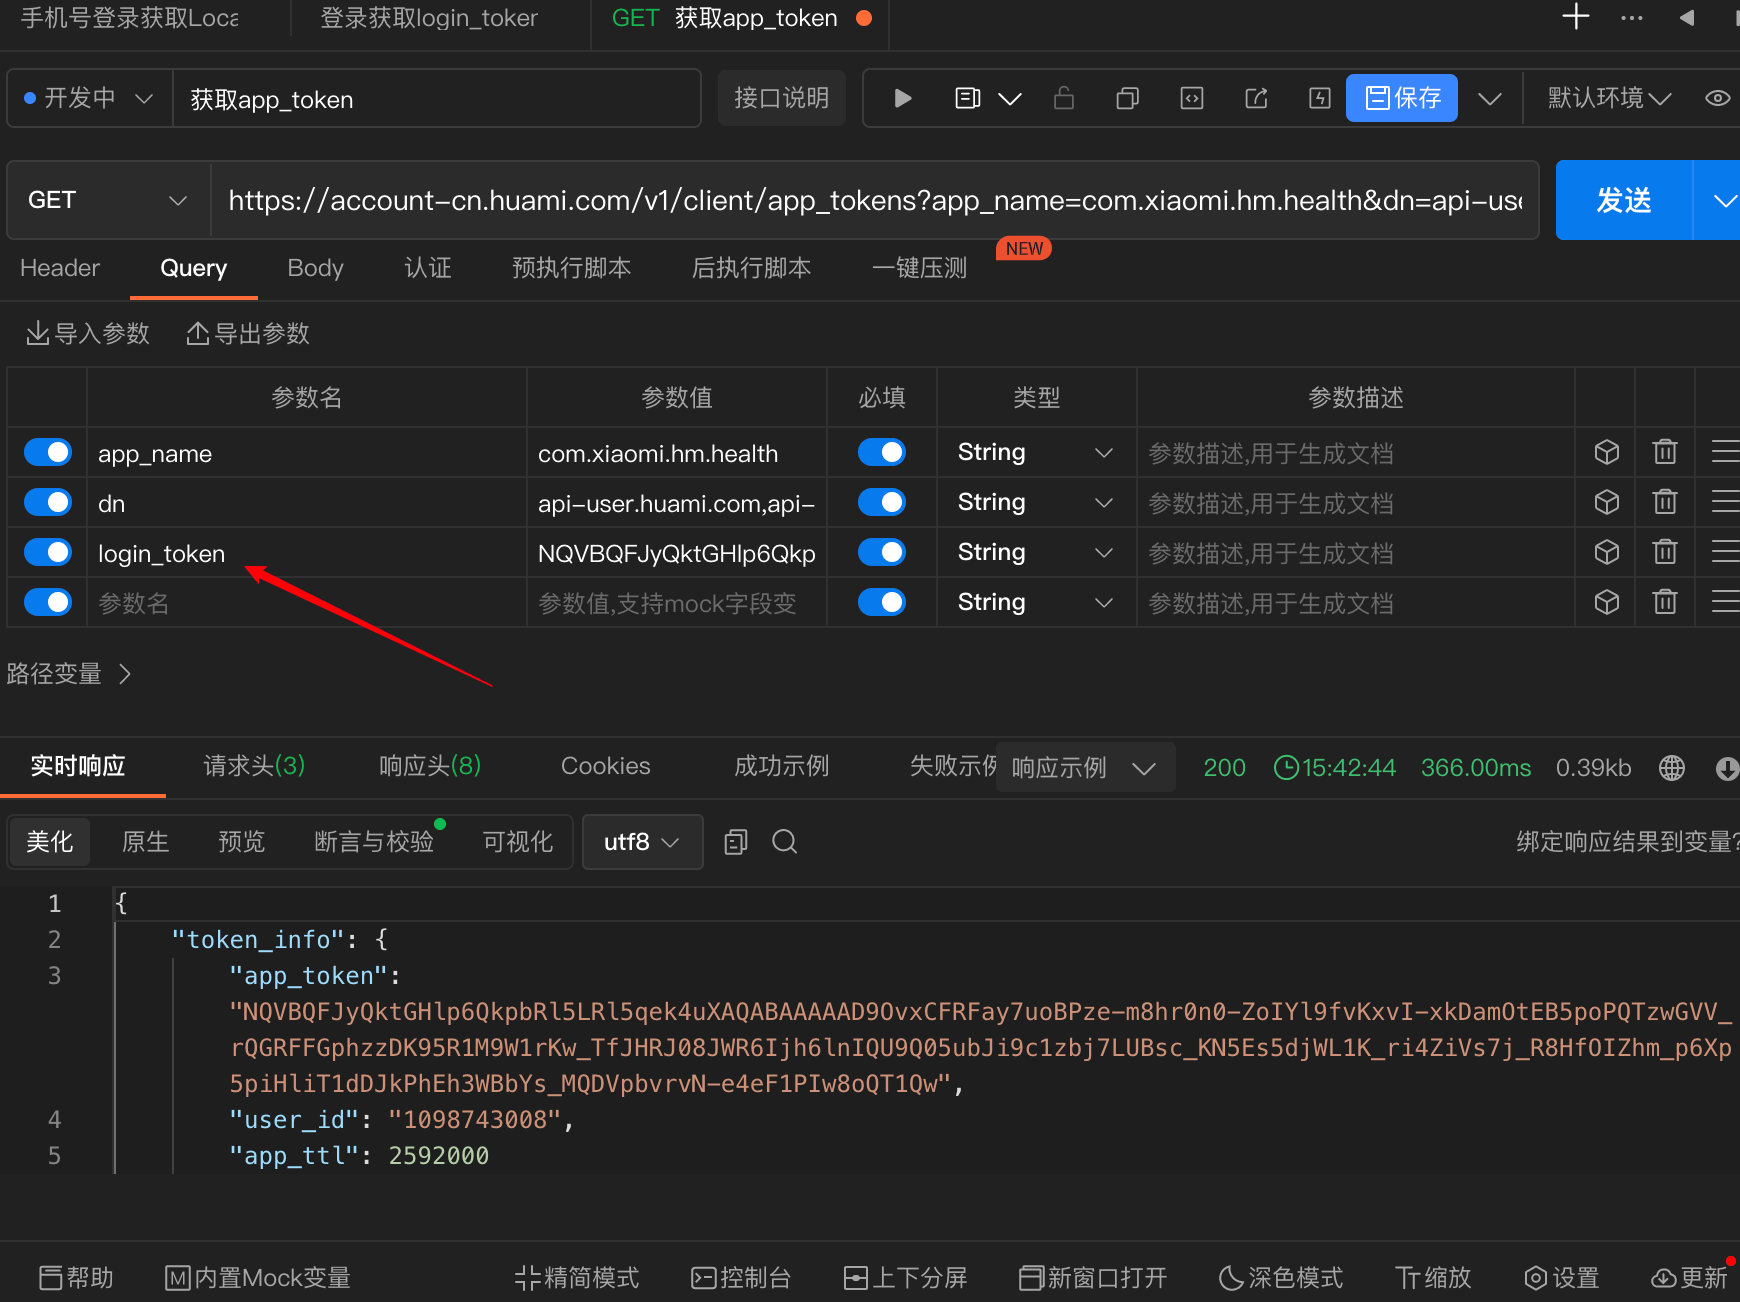 手机号登录获取Loca
登录获取login_toker
GET 获取app_token
开发中
获取app_token
接口说明
保存
默认环境
GET
https://account-cn.huami.com/v1/client/app_tokens?app_name=com.xiaomi.hm.health&dn=api-use
发送
Header
Query
Body
认证
预执行脚本
后执行脚本
一键压测
NEW
导入参数
导出参数
参数名 参数值 必填 类型 参数描述
app_name com.xiaomi.hm.health String 参数描述,用于生成文档
dn api-user.huami.com,api- String 参数描述,用于生成文档
login_token NQVBQFJyQktGHlp6Qkp String 参数描述,用于生成文档
参数名 参数值,支持mock字段变 String 参数描述,用于生成文档
路径变量
实时响应
请求头(3)
响应头(8)
Cookies
成功示例
失败示例
响应示例
200
15:42:44
366.00ms
0.39kb
美化
原生
预览
断言与校验
可视化
utf8
绑定响应结果到变量?
1 {
2 "token_info": {
3 "app_token":
"NQVBQFJyQktGHlp6QkpbRl5LRl5qek4uXAQABAAAAAD9OvxCFRFay7uoBPze-m8hr0n0-ZoIYl9fvKxvI-xkDamOtEB5poPQTzwGVV_
rQGRFFGphzzDK95R1M9W1rKw_TfJHRJ08JWR6Ijh6lnIQU9Q05ubJi9c1zbj7LUBsc_KN5Es5djWL1K_ri4ZiVs7j_R8HfOIZhm_p6Xp
5piHliT1dDJkPhEh3WBbYs_MQDVpbvrvN-e4eF1PIw8oQT1Qw",
4 "user_id": "1098743008",
5 "app_ttl": 2592000
帮助
内置Mock变量
精简模式
控制台
上下分屏
新窗口打开
深色模式
缩放
设置
更新